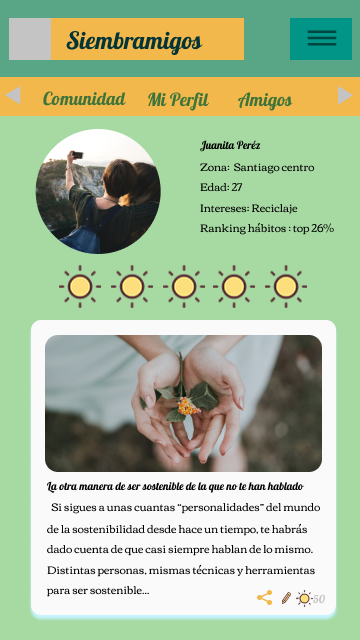 Siembramigos
Comunidad Mi Perfil Amigos
Juanita Peréz
Zona: Santiago centro
Edad: 27
Intereses: Reciclaje
Ranking hábitos : top 26%
La otra manera de ser sostenible de la que no te han hablado
Si sigues a unas cuantas “personalidades” del mundo
de la sostenibilidad desde hace un tiempo, te habrás
dado cuenta de que casi siempre hablan de lo mismo.
Distintas personas, mismas técnicas y herramientas
para ser sostenible...
50